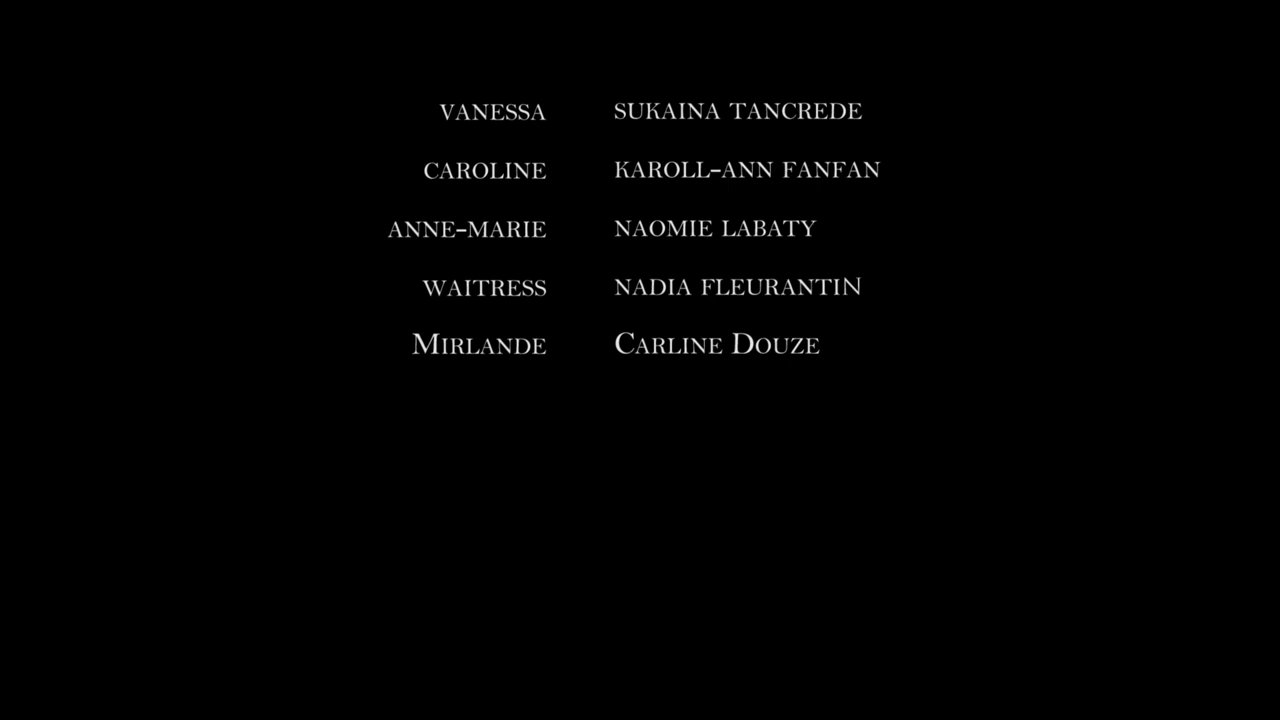 VANESSA SUKAINA TANCREDE
CAROLINE KAROLL-ANN FANFAN
ANNE-MARIE NAOMIE LABATY
WAITRESS NADIA FLEURANTIN
MIRLANDE CARLINE DOUZE